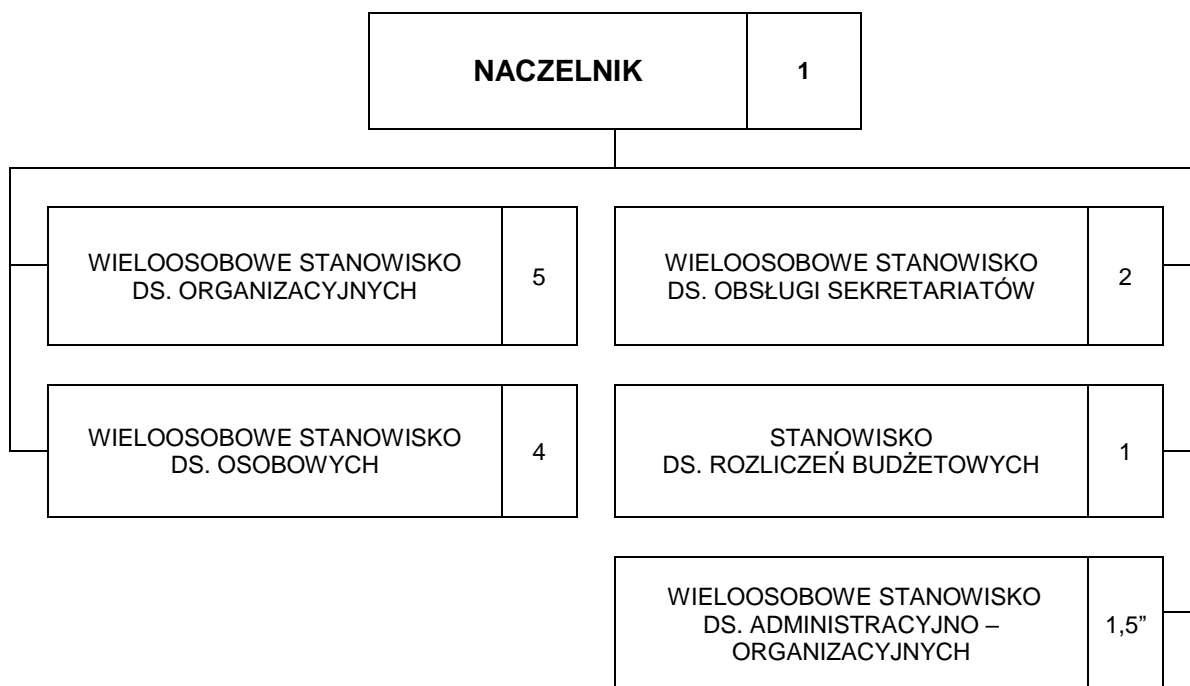 NACZELNIK
1
WIELOOSOBOWE STANOWISKO
DS. ORGANIZACYJNYCH
5
WIELOOSOBOWE STANOWISKO
DS. OBSŁUGI SEKRETARIATÓW
2
WIELOOSOBOWE STANOWISKO
DS. OSOBOWYCH
4
STANOWISKO
DS. ROZLICZEŃ BUDŻETOWYCH
1
WIELOOSOBOWE STANOWISKO
DS. ADMINISTRACYJNO –
ORGANIZACYJNYCH
1,5”